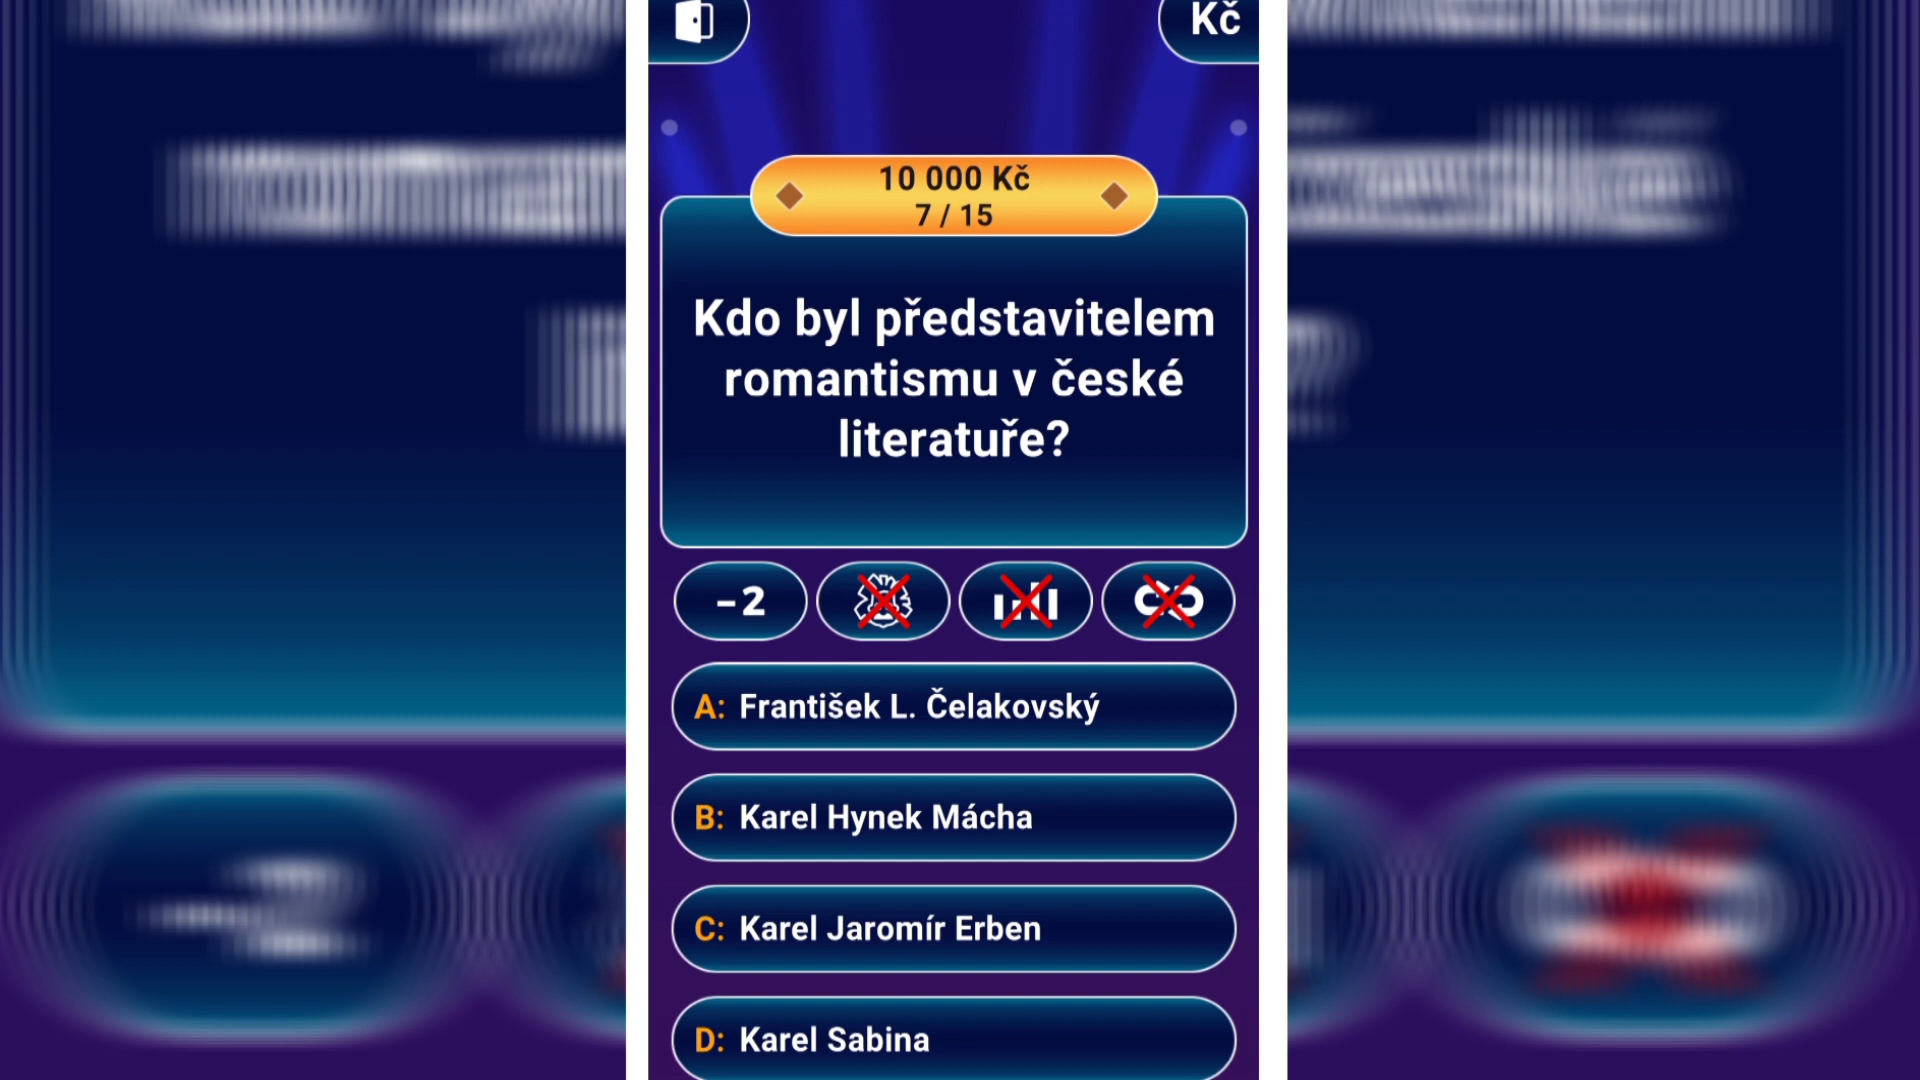 Kč
10 000 Kč
7 / 15
Kdo byl představitelem
romantismu v české
literatuře?
-2
A: František L. Čelakovský
B: Karel Hynek Mácha
C: Karel Jaromír Erben
D: Karel Sabina